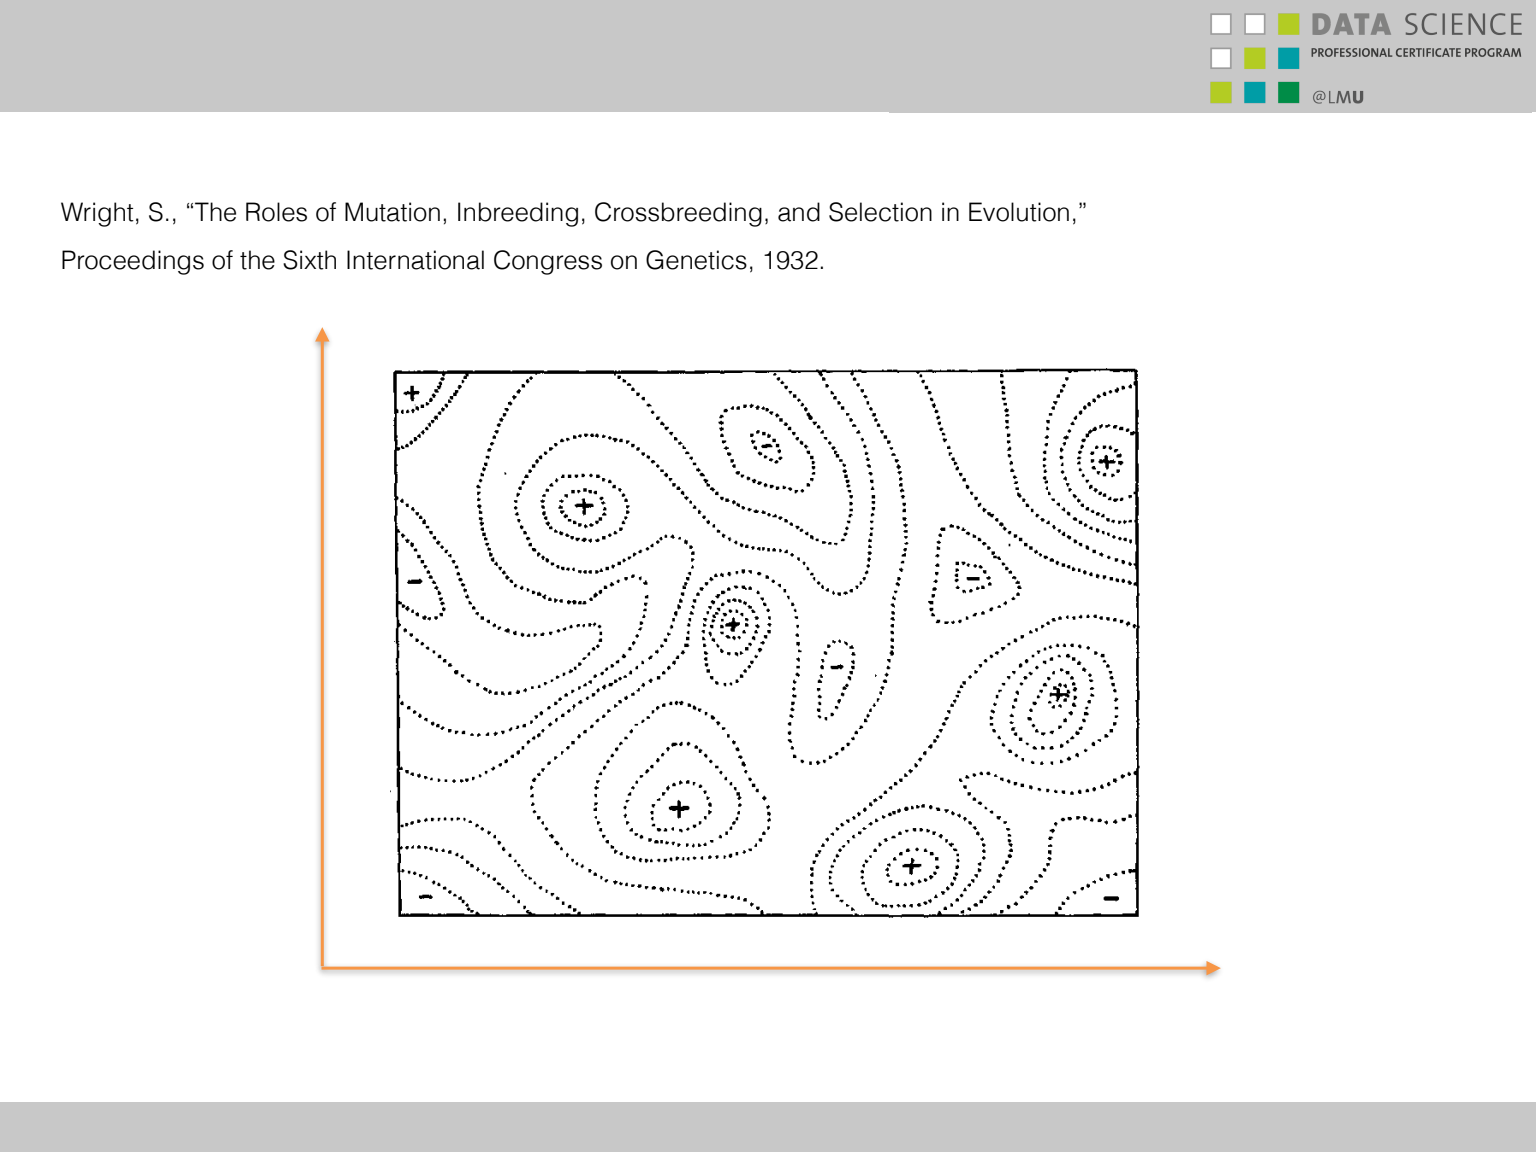 DATA SCIENCE
PROFESSIONAL CERTIFICATE PROGRAM
@LMU
Wright, S., “The Roles of Mutation, Inbreeding, Crossbreeding, and Selection in Evolution,”
Proceedings of the Sixth International Congress on Genetics, 1932.
+
+
-
+
-
-
+
-
-
+
+
+
-
-